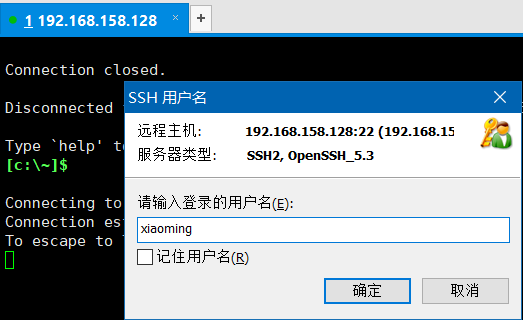 1 192.168.158.128
Connection closed.
Disconnected
Type `help' to
[c:\~]$
Connecting to
Connection est
To escape to
SSH 用户名
远程主机: 192.168.158.128:22 (192.168.15
服务器类型: SSH2, OpenSSH_5.3
请输入登录的用户名(E):
xiaoming
记住用户名(R)
确定
取消